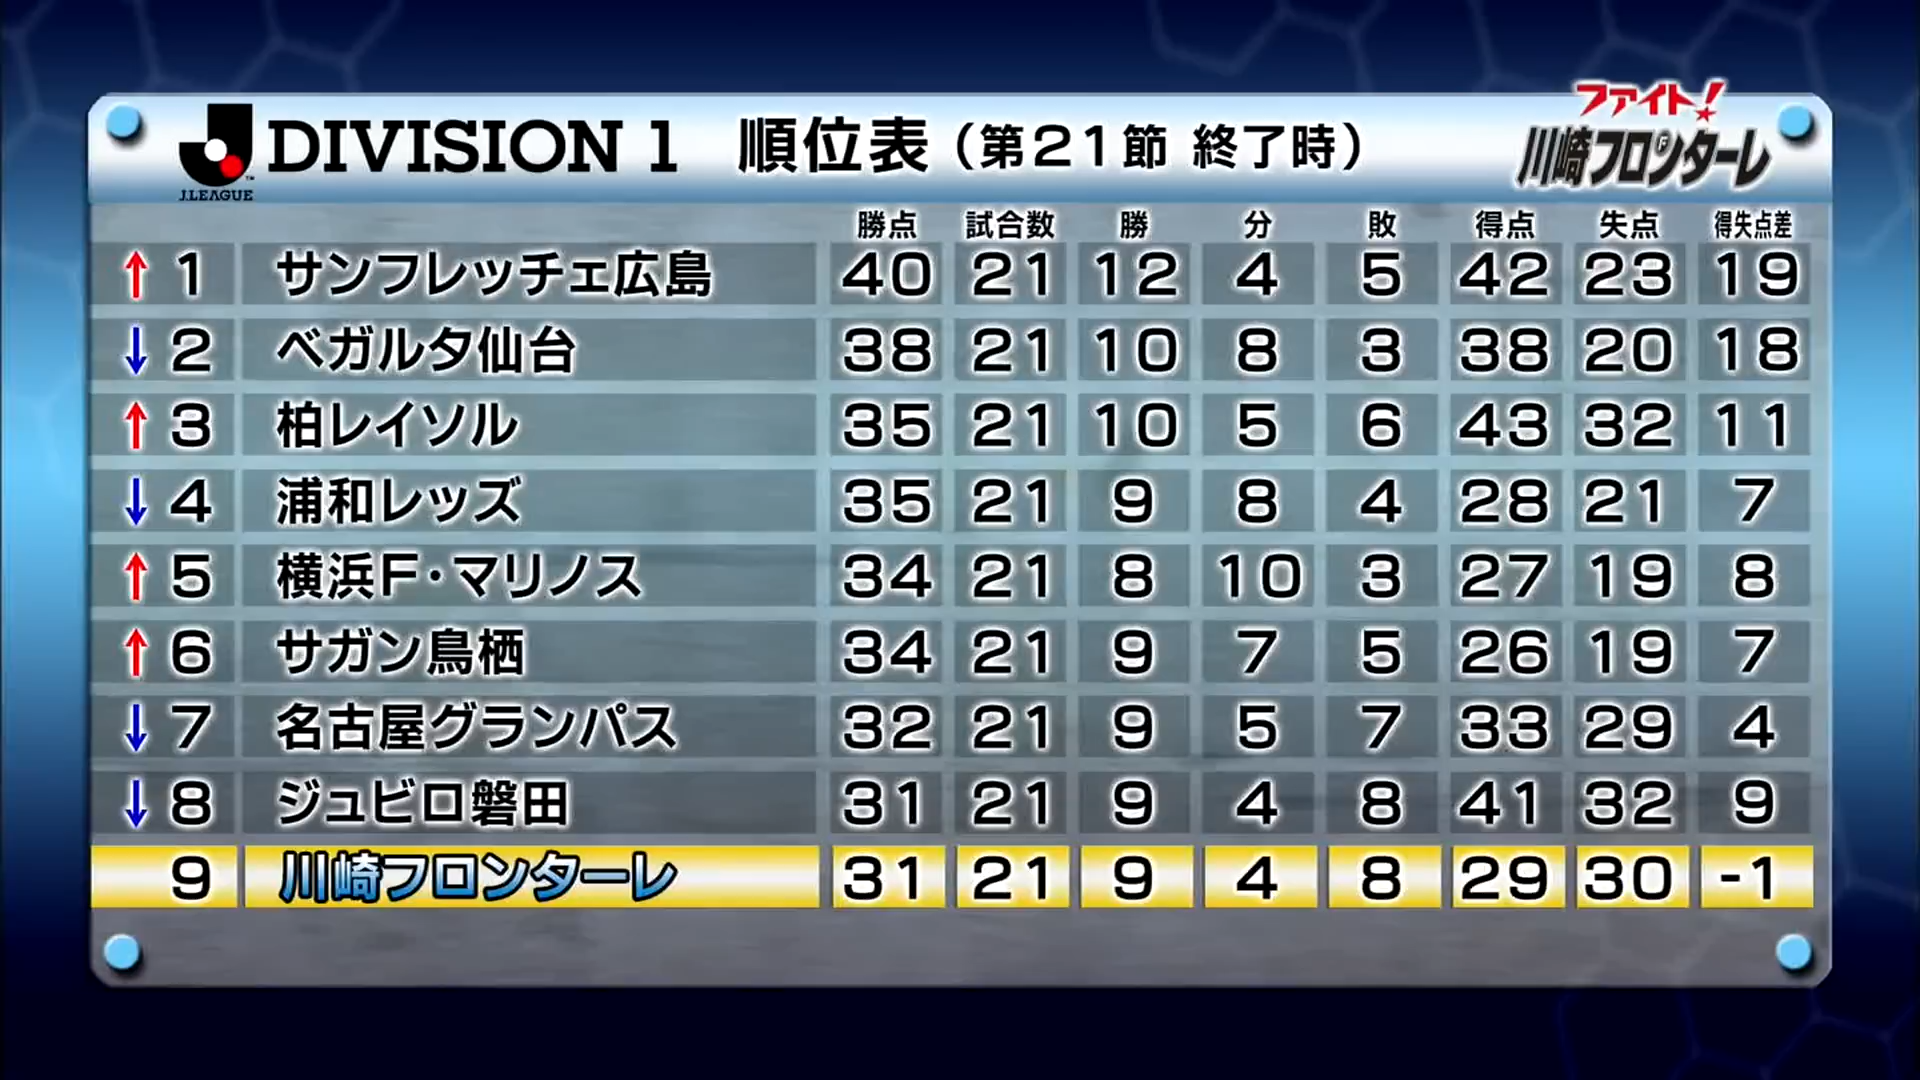 ファイト!
J.LEAGUE DIVISION 1 順位表(第21節 終了時) 川崎フロンターレ
勝点 試合数 勝 分 敗 得点 失点 得失点差
↑ 1 サンフレッチェ広島 40 21 12 4 5 42 23 19
↓ 2 ベガルタ仙台 38 21 10 8 3 38 20 18
↑ 3 柏レイソル 35 21 10 5 6 43 32 11
↓ 4 浦和レッズ 35 21 9 8 4 28 21 7
↑ 5 横浜F・マリノス 34 21 8 10 3 27 19 8
↑ 6 サガン鳥栖 34 21 9 7 5 26 19 7
↓ 7 名古屋グランパス 32 21 9 5 7 33 29 4
↓ 8 ジュビロ磐田 31 21 9 4 8 41 32 9
9 川崎フロンターレ 31 21 9 4 8 29 30 -1